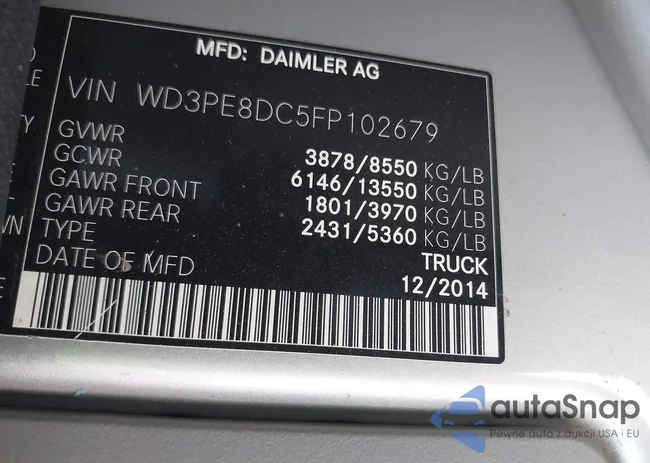 MFD: DAIMLER AG
VIN WD3PE8DC5FP102679
GVWR 3878/8550 KG/LB
GCWR 6146/13550 KG/LB
GAWR FRONT 1801/3970 KG/LB
GAWR REAR 2431/5360 KG/LB
TYPE TRUCK
DATE OF MFD 12/2014
autaSnap
Pewne auta z aukcji USA i EU